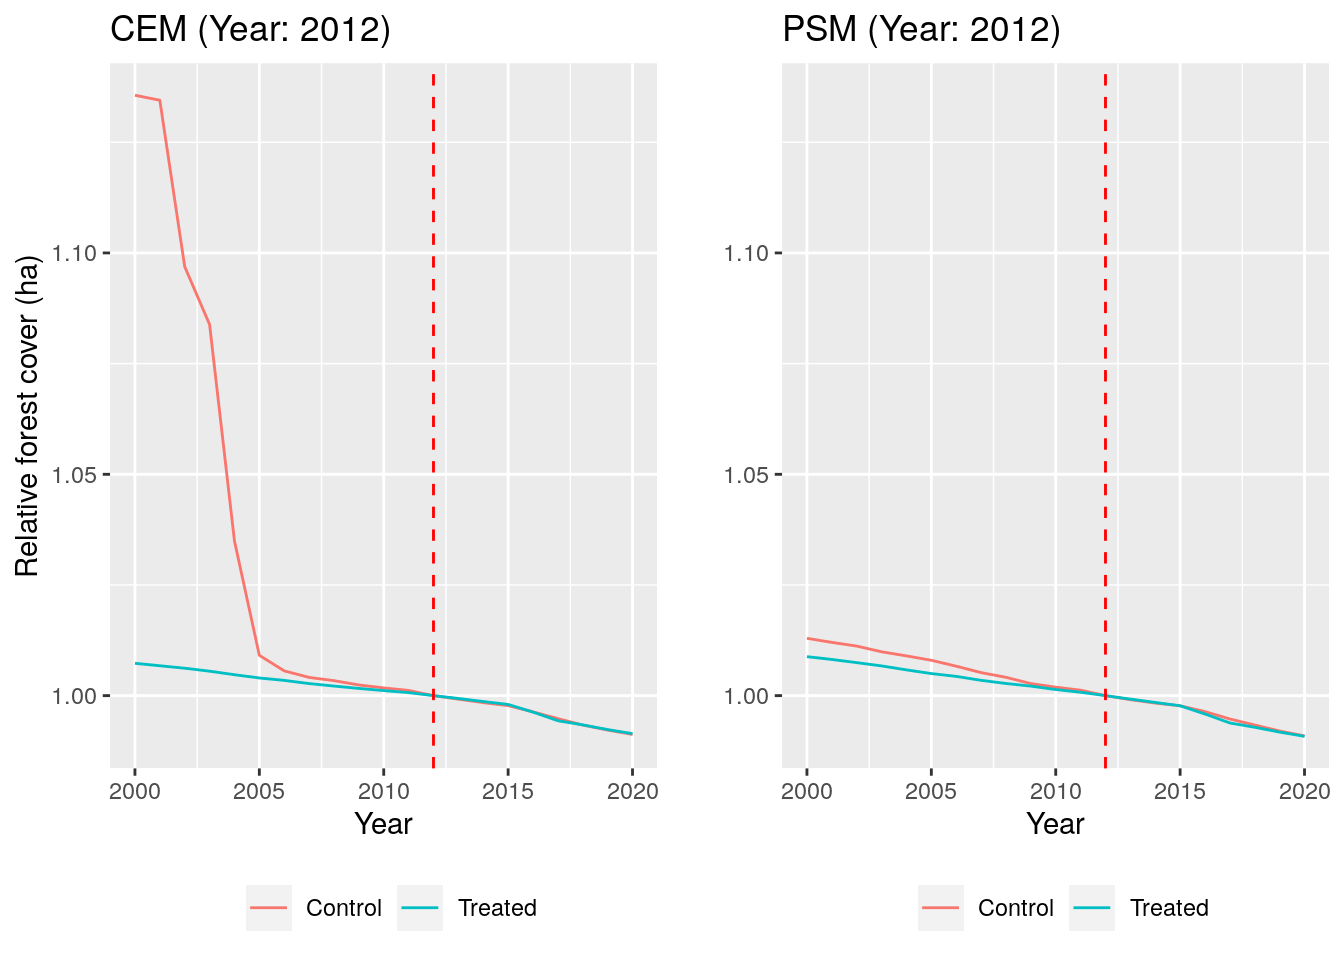 CEM (Year: 2012)
Relative forest cover (ha)
1.10
1.05
1.00
2000 2005 2010 2015 2020
Year
Control Treated
PSM (Year: 2012)
1.10
1.05
1.00
2000 2005 2010 2015 2020
Year
Control Treated